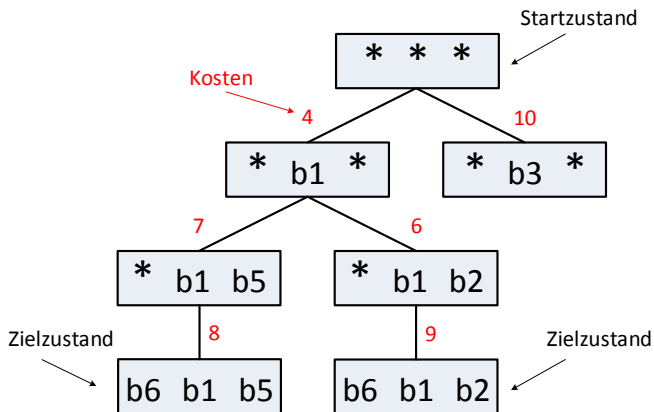 Startzustand
* * *
Kosten
4
10
* b1 *
* b3 *
7
6
* b1 b5
* b1 b2
Zielzustand
8
9
Zielzustand
b6 b1 b5
b6 b1 b2